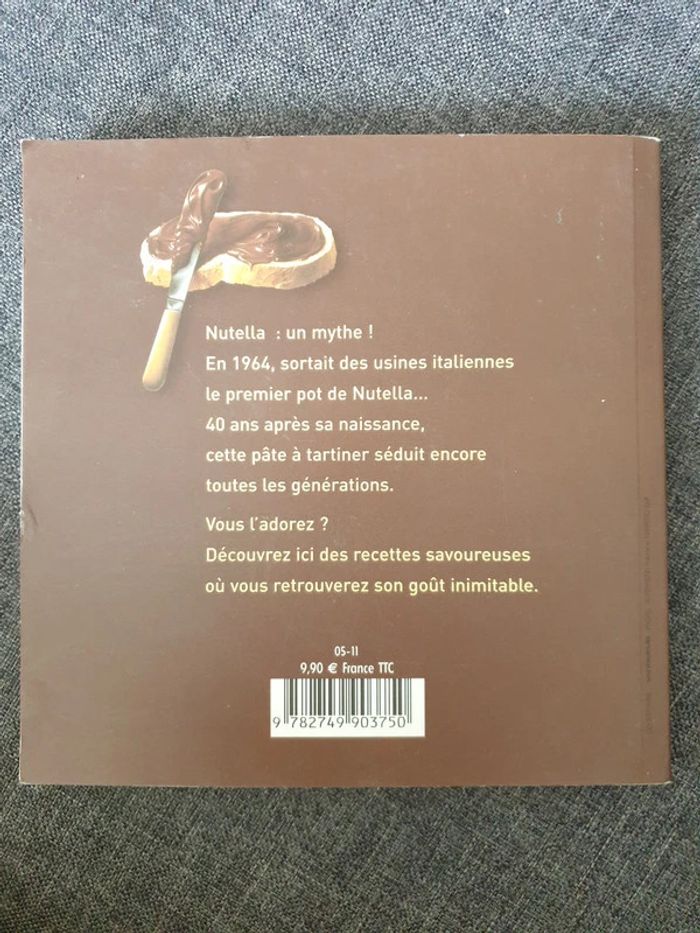 Nutella : un mythe !
En 1964, sortait des usines italiennes
le premier pot de Nutella...
40 ans après sa naissance,
cette pâte à tartiner séduit encore
toutes les générations.
Vous l'adorez ?
Découvrez ici des recettes savoureuses
où vous retrouverez son goût inimitable.
05-11
9,90 € France TTC
9 782749 903750